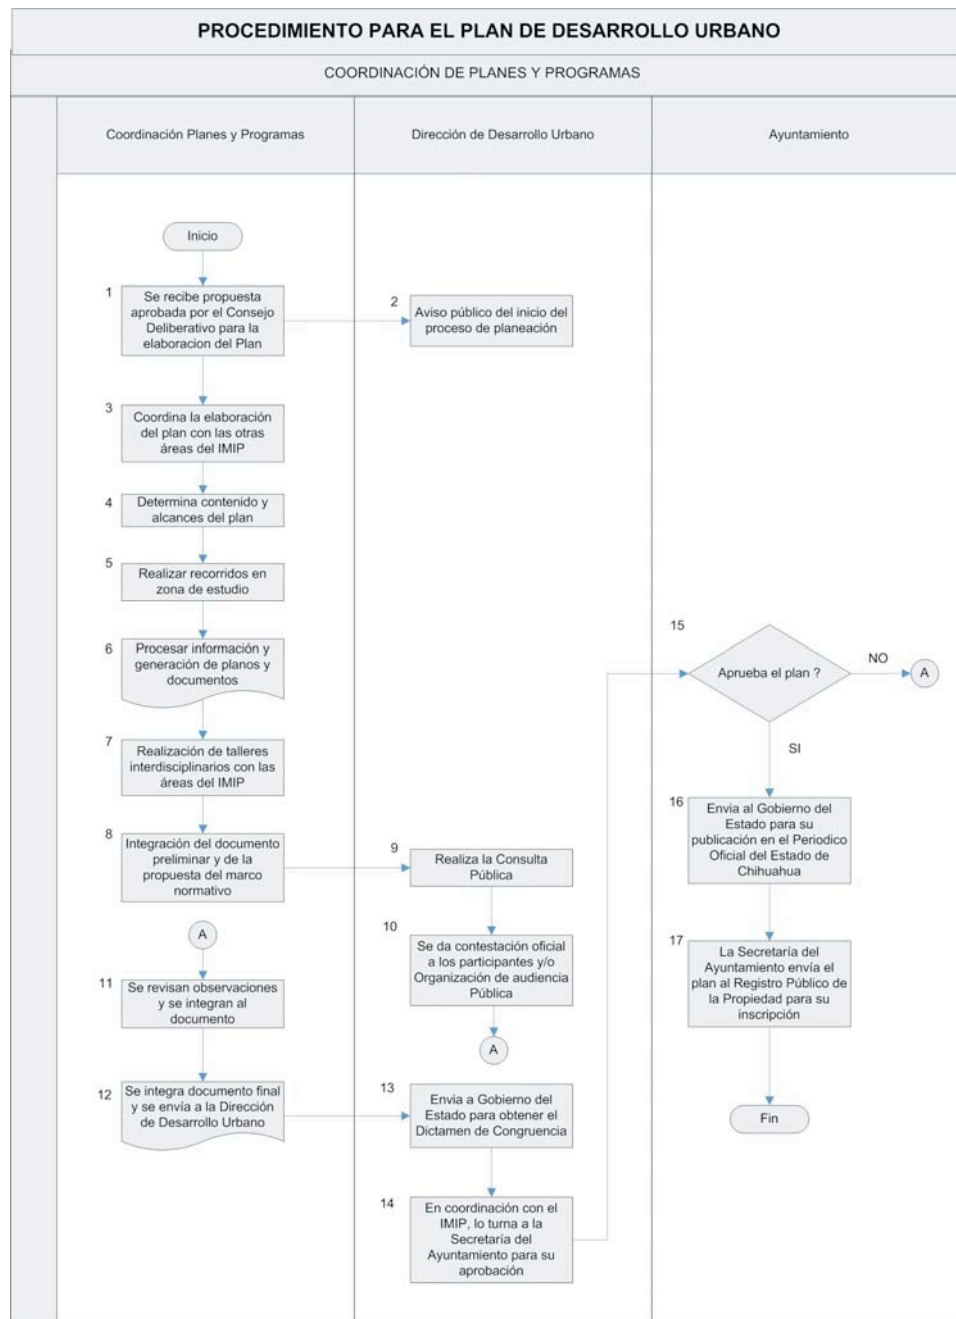 PROCEDIMIENTO PARA EL PLAN DE DESARROLLO URBANO
COORDINACIÓN DE PLANES Y PROGRAMAS
Coordinación Planes y Programas
Dirección de Desarrollo Urbano
Ayuntamiento
Inicio
1
Se recibe propuesta
aprobada por el Consejo
Deliberativo para la
elaboracion del Plan
2
Aviso público del inicio del
proceso de planeación
3
Coordina la elaboración
del plan con las otras
áreas del IMIP
4
Determina contenido y
alcances del plan
5
Realizar recorridos en
zona de estudio
6
Procesar información y
generación de planos y
documentos
7
Realización de talleres
interdisciplinarios con las
áreas del IMIP
8
Integración del documento
preliminar y de la
propuesta del marco
normativo
9
Realiza la Consulta
Pública
10
Se da contestación oficial
a los participantes y/o
Organización de audiencia
Pública
A
A
11
Se revisan observaciones
y se integran al
documento
12
Se integra documento final
y se envía a la Dirección
de Desarrollo Urbano
13
Envia a Gobierno del
Estado para obtener el
Dictamen de Congruencia
14
En coordinación con el
IMIP, lo turna a la
Secretaría del
Ayuntamiento para su
aprobación
15
Aprueba el plan ?
NO
A
SI
16
Envia al Gobierno del
Estado para su
publicación en el Periodico
Oficial del Estado de
Chihuahua
17
La Secretaría del
Ayuntamiento envía el
plan al Registro Público de
la Propiedad para su
inscripción
Fin